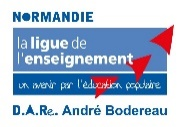 NORMANDIE
la ligue de
l'enseignement
un avenir par l'éducation populaire
D.A.Re. André Bodereau